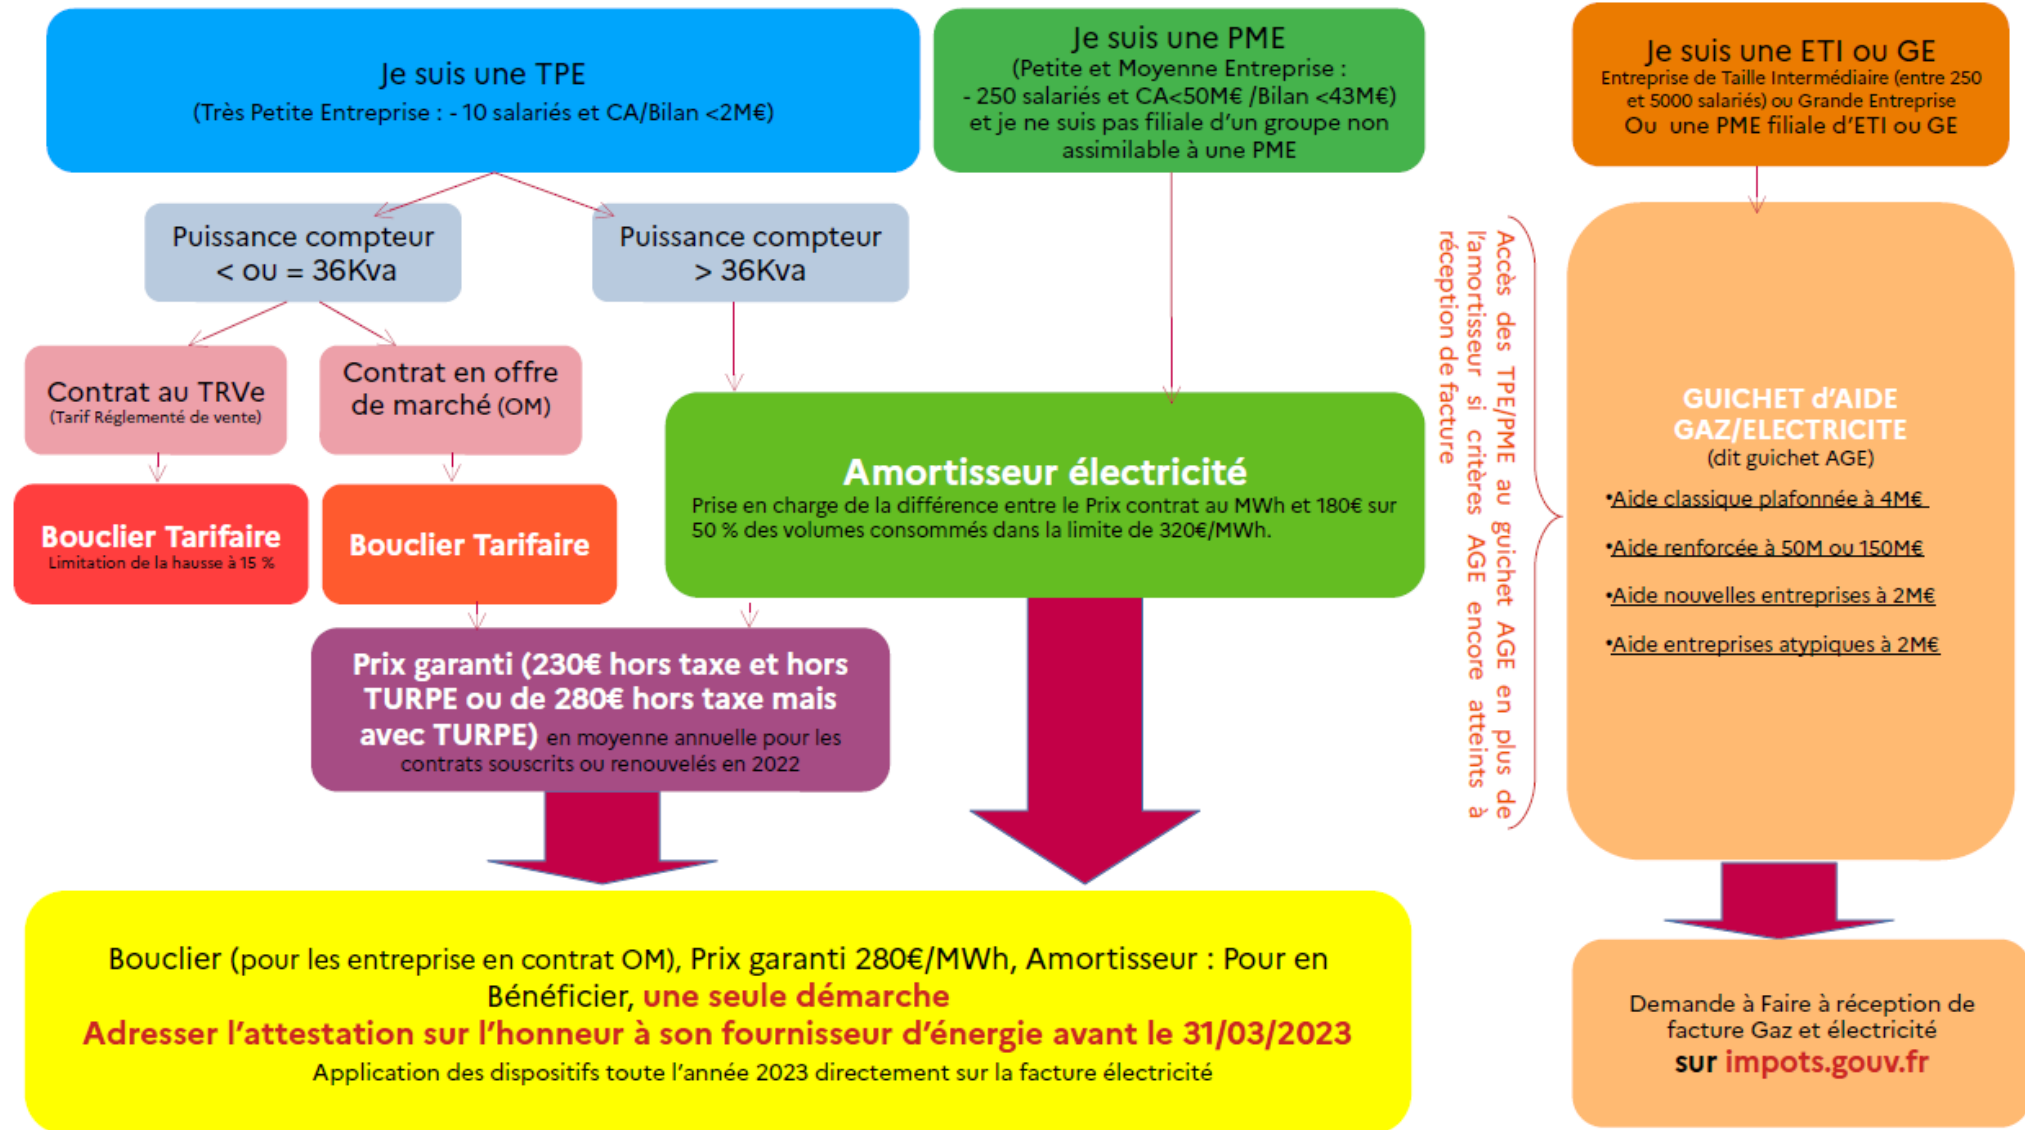 Je suis une TPE
(Très Petite Entreprise : - 10 salariés et CA/Bilan <2M€)
Je suis une PME
(Petite et Moyenne Entreprise :
- 250 salariés et CA<50M€ /Bilan <43M€)
et je ne suis pas filiale d'un groupe non
assimilable à une PME
Je suis une ETI ou GE
Entreprise de Taille Intermédiaire (entre 250
et 5000 salariés) ou Grande Entreprise
Ou une PME filiale d'ETI ou GE
Puissance compteur
< ou = 36Kva
Puissance compteur
> 36Kva
Contrat au TRVe
(Tarif Réglementé de vente)
Contrat en offre
de marché (OM)
Bouclier Tarifaire
Limitation de la hausse à 15 %
Bouclier Tarifaire
Amortisseur électricité
Prise en charge de la différence entre le Prix contrat au MWh et 180€ sur
50 % des volumes consommés dans la limite de 320€/MWh.
Prix garanti (230€ hors taxe et hors
TURPE ou de 280€ hors taxe mais
avec TURPE) en moyenne annuelle pour les
contrats souscrits ou renouvelés en 2022
Accès des TPE/PME au guichet AGE en plus de
l'amortisseur si critères AGE encore atteints à
réception de facture
GUICHET d'AIDE
GAZ/ELECTRICITE
(dit guichet AGE)
•Aide classique plafonnée à 4M€
•Aide renforcée à 50M ou 150M€
•Aide nouvelles entreprises à 2M€
•Aide entreprises atypiques à 2M€
Bouclier (pour les entreprise en contrat OM), Prix garanti 280€/MWh, Amortisseur : Pour en
Bénéficier, une seule démarche
Adresser l'attestation sur l'honneur à son fournisseur d'énergie avant le 31/03/2023
Application des dispositifs toute l'année 2023 directement sur la facture électricité
Demande à Faire à réception de
facture Gaz et électricité
sur impots.gouv.fr